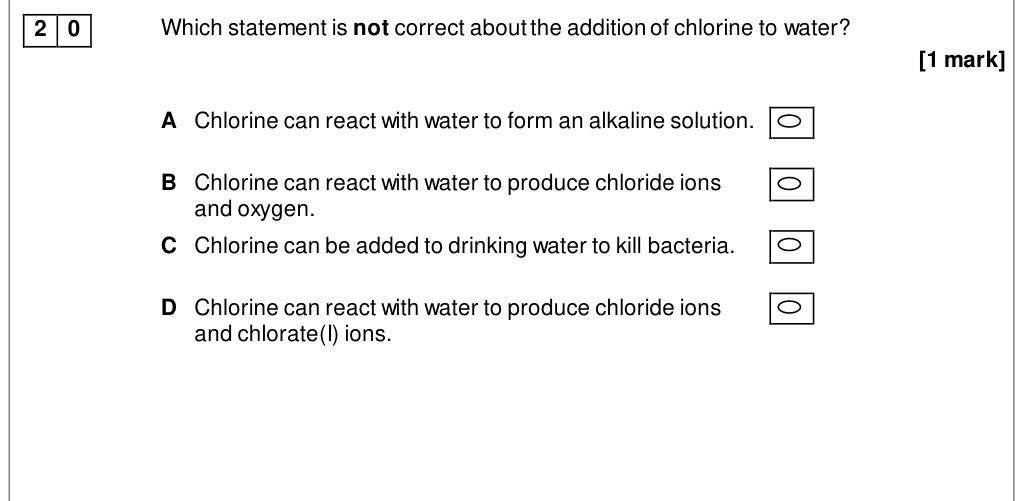 20 Which statement is not correct about the addition of chlorine to water?
[1 mark]
A Chlorine can react with water to form an alkaline solution.
B Chlorine can react with water to produce chloride ions
and oxygen.
C Chlorine can be added to drinking water to kill bacteria.
D Chlorine can react with water to produce chloride ions
and chlorate(I) ions.